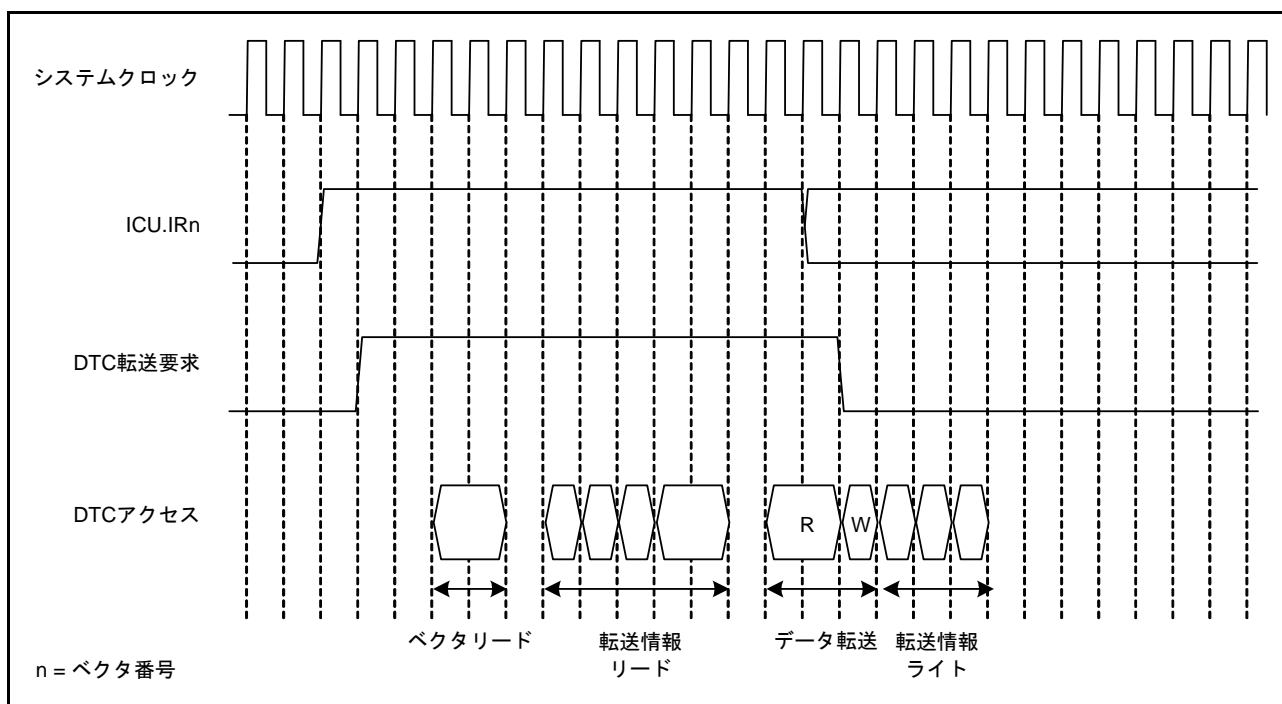 システムクロック
ICU.IRn
DTC転送要求
DTCアクセス
R
W
ベクタリード
転送情報
リード
データ転送
転送情報
ライト
n = ベクタ番号